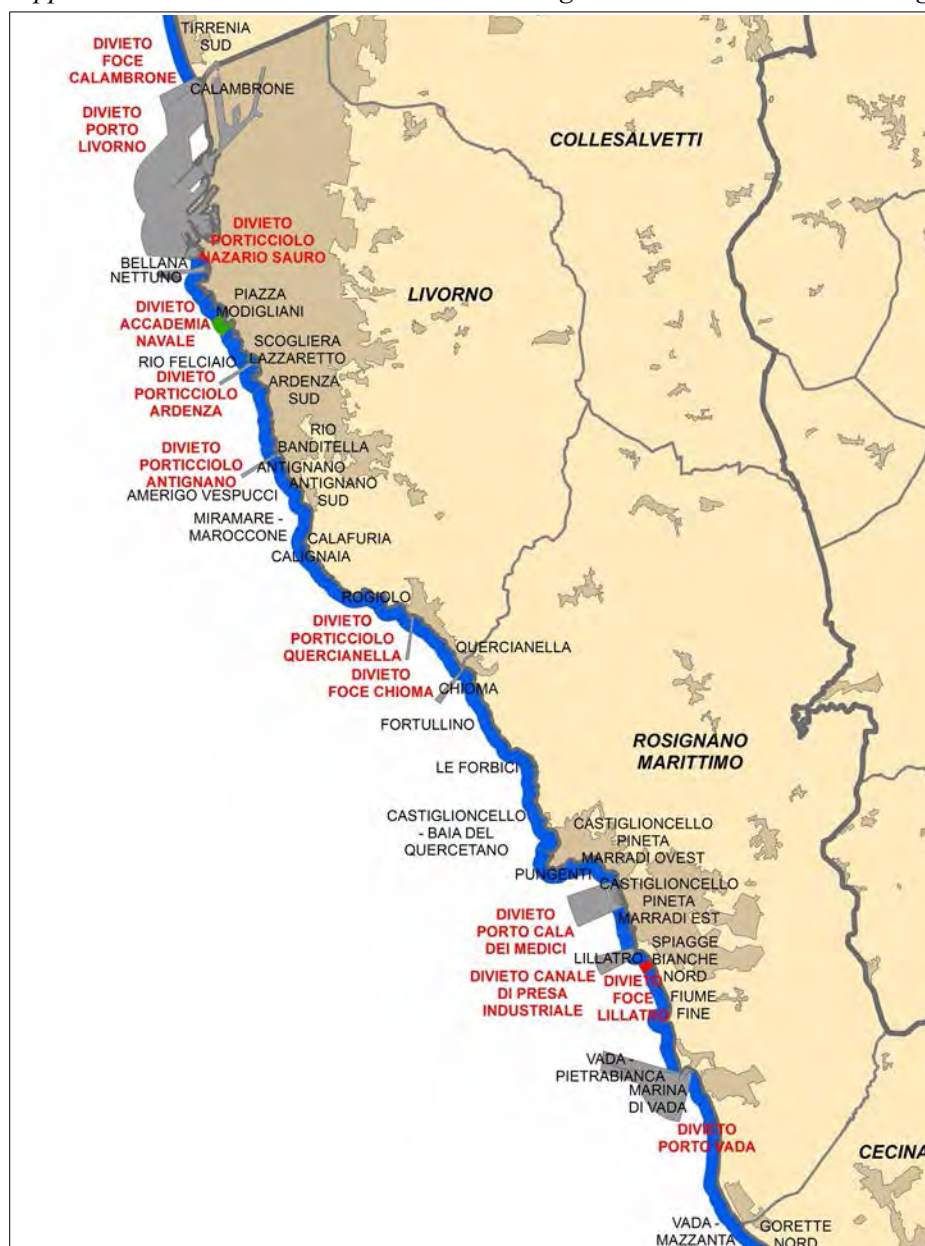 TIRRENIA
SUD
DIVIETO
FOCE
CALAMBRONE
CALAMBRONE
DIVIETO
PORTO
LIVORNO
COLLESALVETTI
DIVIETO
PORTICCIOLO
NAZARIO SAURO
BELLANA
NETTUNO
LIVORNO
PIAZZA
MODIGLIANI
DIVIETO
ACCADEMIA
NAVALE
SCOGLIERA
LAZZARETTO
RIO FELCIAIO
DIVIETO
PORTICCIOLO
ARDENZA
ARDENZA
SUD
RIO
BANDITELLA
DIVIETO
PORTICCIOLO
ANTIGNANO
ANTIGNANO
ANTIGNANO
SUD
AMERIGO VESPUCCI
MIRAMARE -
MAROCCONE
CALAFURIA
CALIGNAIA
ROGIOLO
DIVIETO
PORTICCIOLO
QUERCIANELLA
QUERCIANELLA
DIVIETO
FOCE CHIOMA
CHIOMA
FORTULLINO
ROSIGNANO
MARITTIMO
LE FORBICI
CASTIGLIONCELLO
- BAIA DEL
QUERCETANO
CASTIGLIONCELLO
PINETA
MARRADI OVEST
PUNGENTI
CASTIGLIONCELLO
PINETA
MARRADI EST
DIVIETO
PORTO CALA
DEI MEDICI
LILLATRO
SPIAGGE
BIANCHE
NORD
DIVIETO CANALE
DI PRESA
INDUSTRIALE
DIVIETO
FOCE
LILLATRO
FIUME
FINE
VADA -
PIETRABIANCA
MARINA
DI VADA
DIVIETO
PORTO VADA
CECINA
VADA -
MAZZANTA
GORETTE
NORD